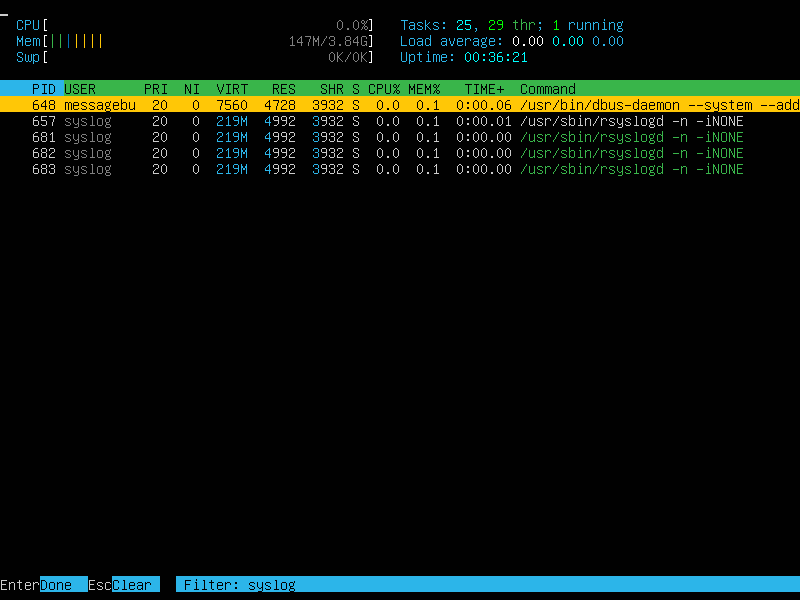 CPU[ 0.0%] Tasks: 25, 29 thr; 1 running
Mem[||||||| 147M/3.84G] Load average: 0.00 0.00 0.00
Swp[ 0K/0K] Uptime: 00:36:21
PID USER PRI NI VIRT RES SHR S CPU% MEM% TIME+ Command
648 messagebu 20 0 7560 4728 3932 S 0.0 0.1 0:00.06 /usr/bin/dbus-daemon --system --add
657 syslog 20 0 219M 4992 3932 S 0.0 0.1 0:00.01 /usr/sbin/rsyslogd -n -iNONE
681 syslog 20 0 219M 4992 3932 S 0.0 0.1 0:00.00 /usr/sbin/rsyslogd -n -iNONE
682 syslog 20 0 219M 4992 3932 S 0.0 0.1 0:00.00 /usr/sbin/rsyslogd -n -iNONE
683 syslog 20 0 219M 4992 3932 S 0.0 0.1 0:00.00 /usr/sbin/rsyslogd -n -iNONE
EnterDone EscClear Filter: syslog